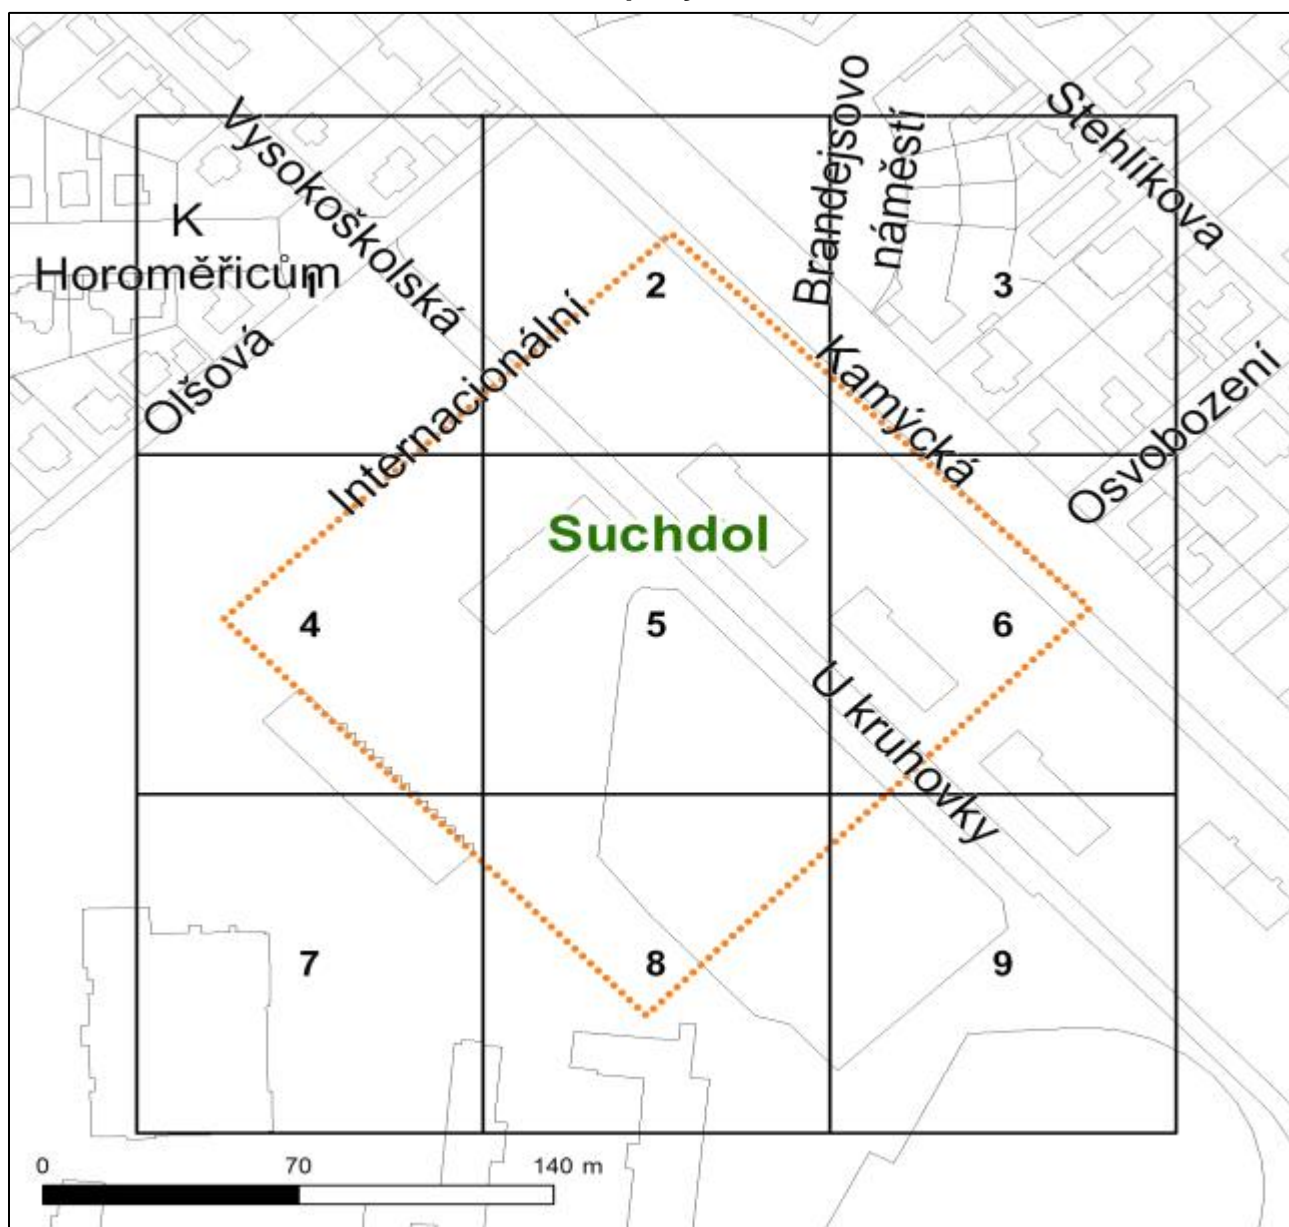 Vysokoškolská
Brandejsovo
náměstí
Stehlíkova
K
Horoměřicům
1
2
3
Olšová
Internacionální
Kamýcká
Osvobození
Suchdol
4
5
6
U kruhovky
7
8
9
0 70 140 m